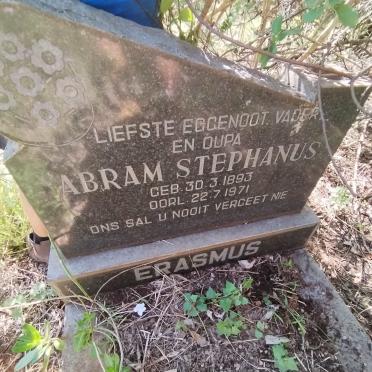 LIEFSTE EGGENOOT, VADER
EN OUPA
ABRAM STEPHANUS
GEB. 30.3.1893
OORL. 22.7.1971
ONS SAL U NOOIT VERGEET NIE
ERASMUS